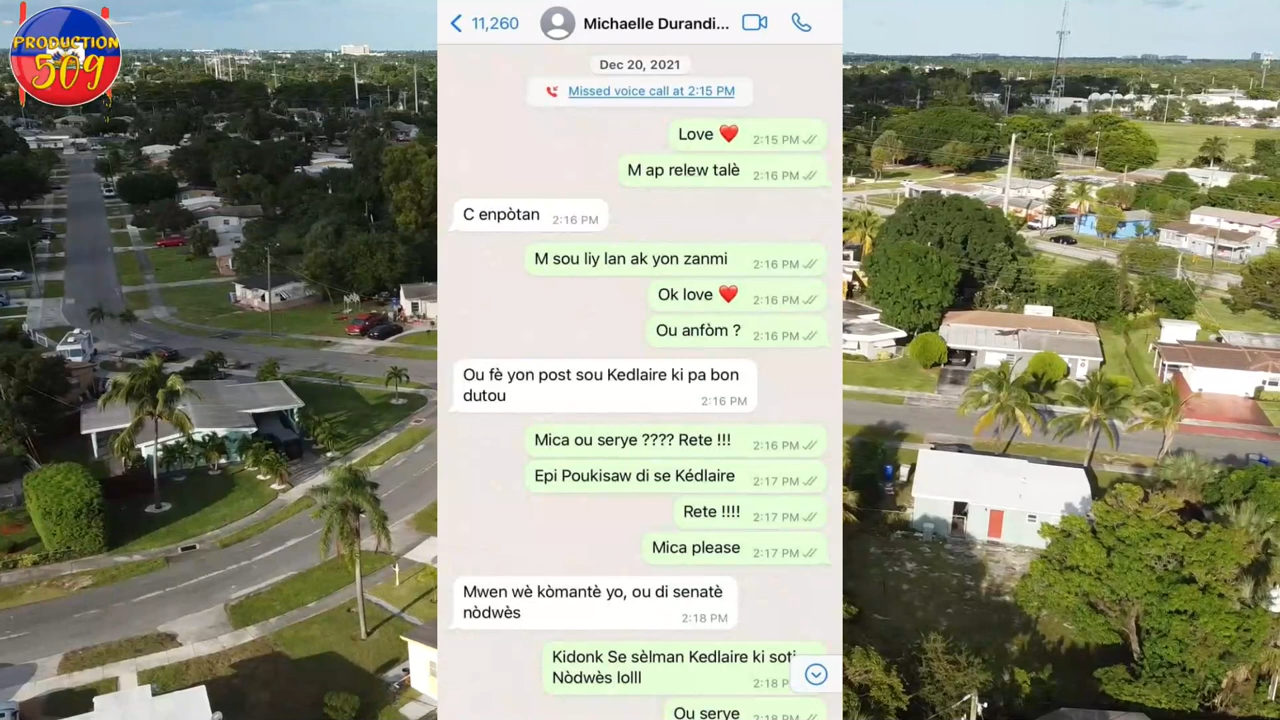 PRODUCTION
509
11,260
Michaelle Durandi...
Dec 20, 2021
Missed voice call at 2:15 PM
Love ❤️ 2:15 PM
M ap relew talè 2:16 PM
C enpòtan 2:16 PM
M sou liy lan ak yon zanmi 2:16 PM
Ok love ❤️ 2:16 PM
Ou anfòm ? 2:16 PM
Ou fè yon post sou Kedlaire ki pa bon
dutou 2:16 PM
Mica ou serye ???? Rete !!! 2:16 PM
Epi Poukisaw di se Kédlaire 2:17 PM
Rete !!!! 2:17 PM
Mica please 2:17 PM
Mwen wè kòmantè yo, ou di senatè
nòdwès 2:18 PM
Kidonk Se sèlman Kedlaire ki soti
Nòdwès lolll 2:18 P
Ou serye 2:18 PM